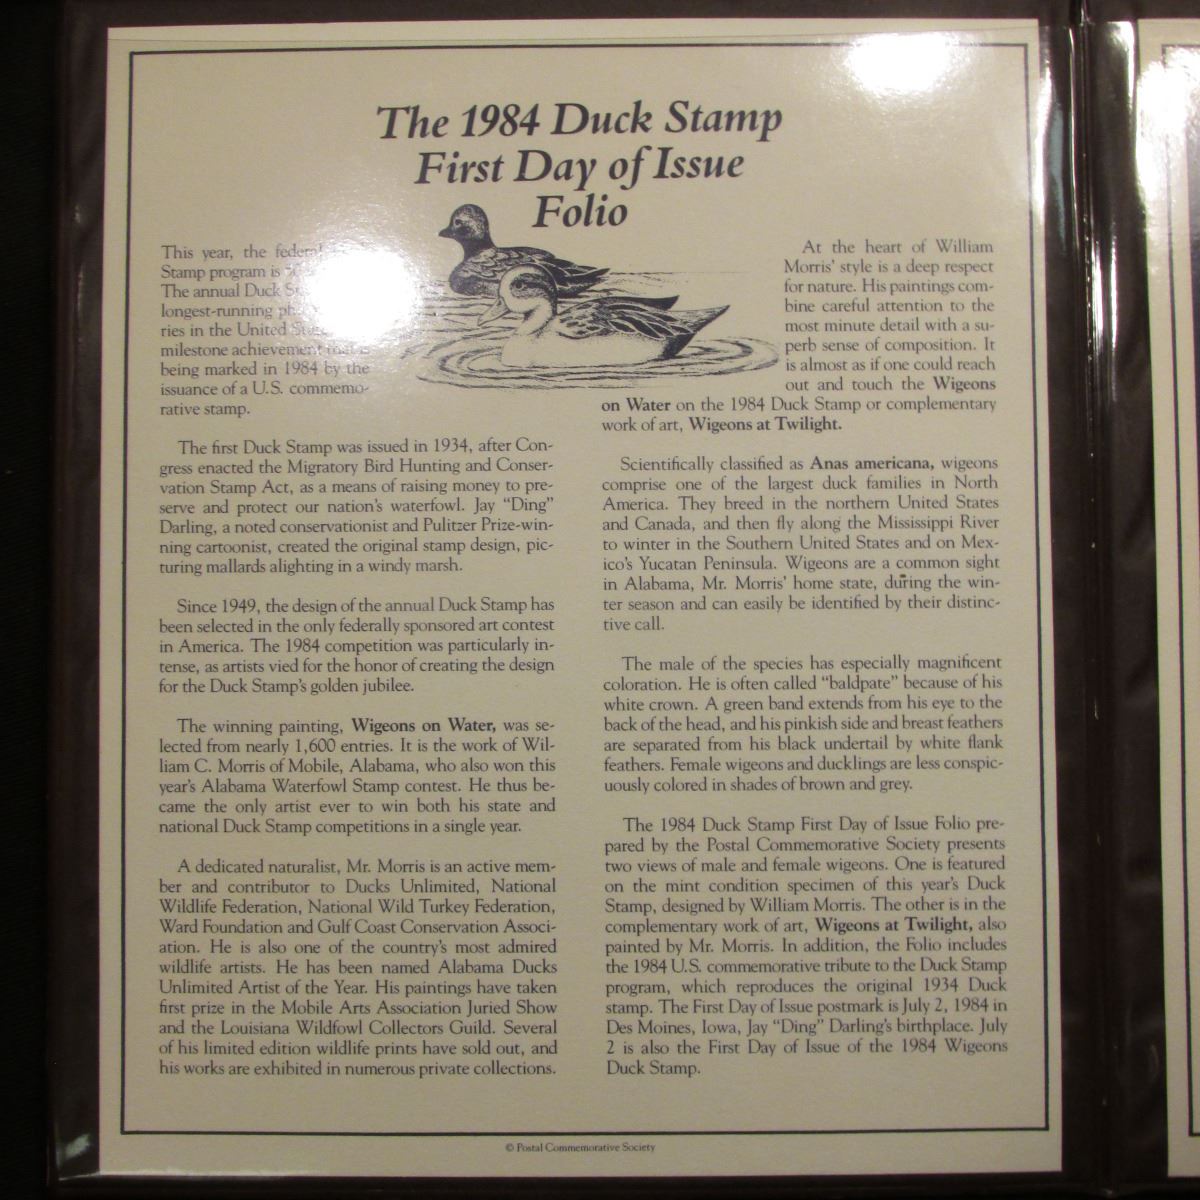 The 1984 Duck Stamp
First Day of Issue
Folio
This year, the federal
Stamp program is
The annual Duck
longest-running
ries in the United
milestone achievement that is
being marked in 1984 by the
issuance of a U.S. commemo-
rative stamp.
The first Duck Stamp was issued in 1934, after Con-
gress enacted the Migratory Bird Hunting and Conser-
vation Stamp Act, as a means of raising money to pre-
serve and protect our nation's waterfowl. Jay "Ding"
Darling, a noted conservationist and Pulitzer Prize-win-
ning cartoonist, created the original stamp design, pic-
turing mallards alighting in a windy marsh.
Since 1949, the design of the annual Duck Stamp has
been selected in the only federally sponsored art contest
in America. The 1984 competition was particularly in-
tense, as artists vied for the honor of creating the design
for the Duck Stamp's golden jubilee.
The winning painting, Wigeons on Water, was se-
lected from nearly 1,600 entries. It is the work of Wil-
liam C. Morris of Mobile, Alabama, who also won this
year's Alabama Waterfowl Stamp contest. He thus be-
came the only artist ever to win both his state and
national Duck Stamp competitions in a single year.
A dedicated naturalist, Mr. Morris is an active mem-
ber and contributor to Ducks Unlimited, National
Wildlife Federation, National Wild Turkey Federation,
Ward Foundation and Gulf Coast Conservation Associ-
ation. He is also one of the country's most admired
wildlife artists. He has been named Alabama Ducks
Unlimited Artist of the Year. His paintings have taken
first prize in the Mobile Arts Association Juried Show
and the Louisiana Wildfowl Collectors Guild. Several
of his limited edition wildlife prints have sold out, and
his works are exhibited in numerous private collections.
At the heart of William
Morris' style is a deep respect
for nature. His paintings com-
bine careful attention to the
most minute detail with a su-
perb sense of composition. It
is almost as if one could reach
out and touch the Wigeons
on Water on the 1984 Duck Stamp or complementary
work of art, Wigeons at Twilight.
Scientifically classified as Anas americana, wigeons
comprise one of the largest duck families in North
America. They breed in the northern United States
and Canada, and then fly along the Mississippi River
to winter in the Southern United States and on Mex-
ico's Yucatan Peninsula. Wigeons are a common sight
in Alabama, Mr. Morris' home state, during the win-
ter season and can easily be identified by their distinc-
tive call.
The male of the species has especially magnificent
coloration. He is often called "baldpate" because of his
white crown. A green band extends from his eye to the
back of the head, and his pinkish side and breast feathers
are separated from his black undertail by white flank
feathers. Female wigeons and ducklings are less conspic-
uously colored in shades of brown and grey.
The 1984 Duck Stamp First Day of Issue Folio pre-
pared by the Postal Commemorative Society presents
two views of male and female wigeons. One is featured
on the mint condition specimen of this year's Duck
Stamp, designed by William Morris. The other is in the
complementary work of art, Wigeons at Twilight, also
painted by Mr. Morris. In addition, the Folio includes
the 1984 U.S. commemorative tribute to the Duck Stamp
program, which reproduces the original 1934 Duck
stamp. The First Day of Issue postmark is July 2, 1984 in
Des Moines, Iowa, Jay "Ding" Darling's birthplace. July
2 is also the First Day of Issue of the 1984 Wigeons
Duck Stamp.
© Postal Commemorative Society